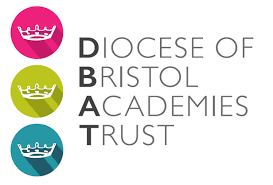 DIOCESE OF
BRISTOL
ACADEMIES
TRUST